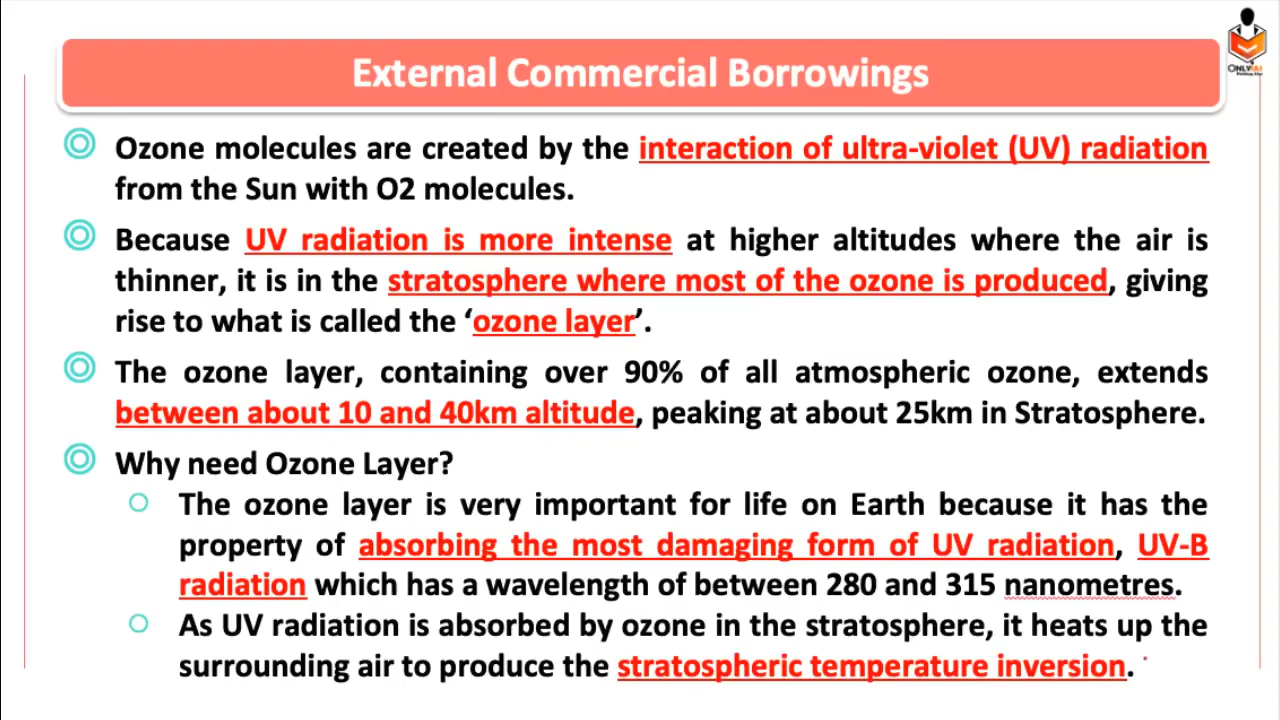 External Commercial Borrowings
Ozone molecules are created by the interaction of ultra-violet (UV) radiation
from the Sun with O2 molecules.
Because UV radiation is more intense at higher altitudes where the air is
thinner, it is in the stratosphere where most of the ozone is produced, giving
rise to what is called the ‘ozone layer’.
The ozone layer, containing over 90% of all atmospheric ozone, extends
between about 10 and 40km altitude, peaking at about 25km in Stratosphere.
Why need Ozone Layer?
The ozone layer is very important for life on Earth because it has the
property of absorbing the most damaging form of UV radiation, UV-B
radiation which has a wavelength of between 280 and 315 nanometres.
As UV radiation is absorbed by ozone in the stratosphere, it heats up the
surrounding air to produce the stratospheric temperature inversion.